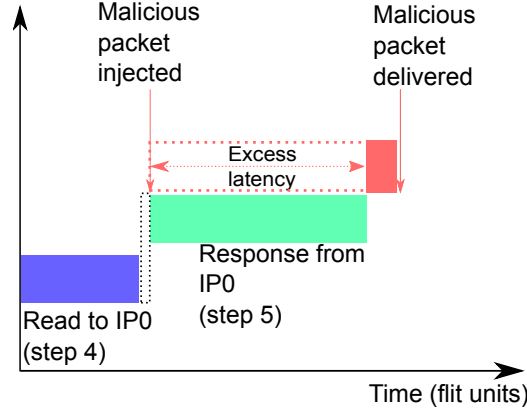 Malicious
packet
injected
Malicious
packet
delivered
Excess
latency
Response from
IP0
(step 5)
Read to IP0
(step 4)
Time (flit units)